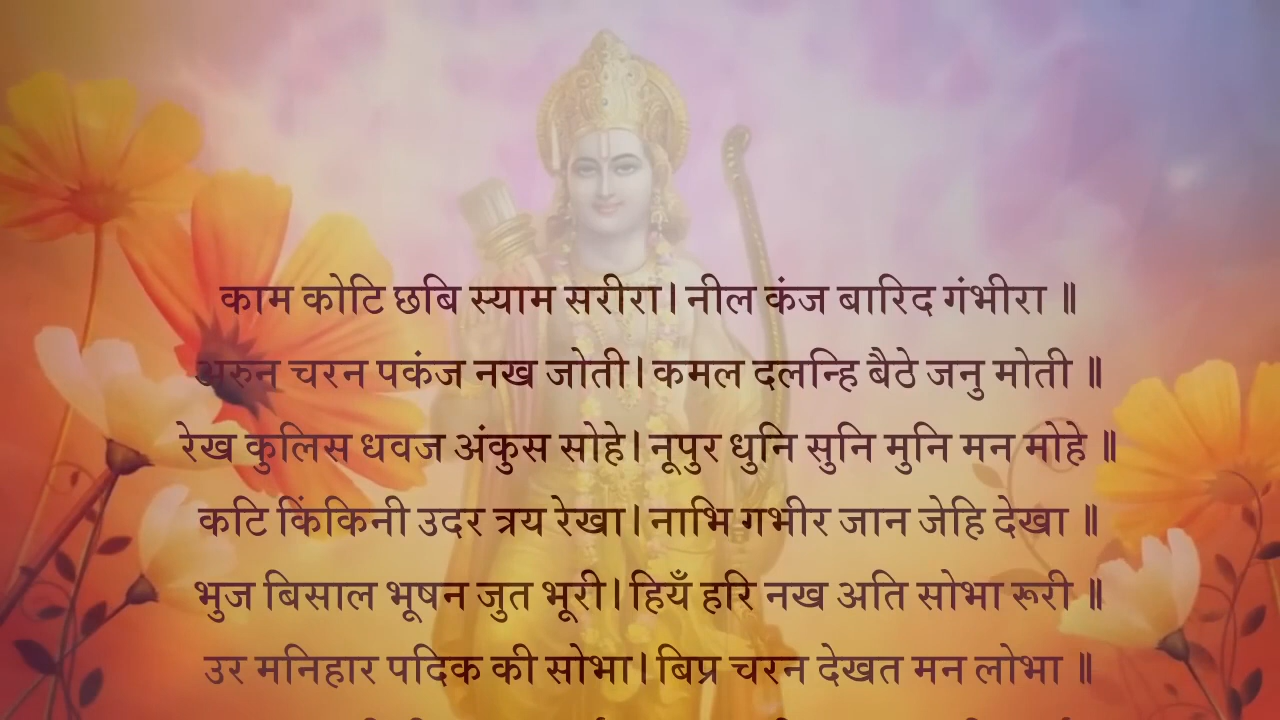 काम कोटि छबि स्याम सरीरा। नील कंज बारिद गंभीरा ॥
अरुन चरन पकंज नख जोती। कमल दलन्हि बैठे जनु मोती ॥
रेख कुलिस धवज अंकुस सोहे। नूपुर धुनि सुनि मुनि मन मोहे ॥
कटि किंकिनी उदर त्रय रेखा। नाभि गभीर जान जेहि देखा ॥
भुज बिसाल भूषन जुत भूरी। हियँ हरि नख अति सोभा रूरी ॥
उर मनिहार पदिक की सोभा। बिप्र चरन देखत मन लोभा ॥